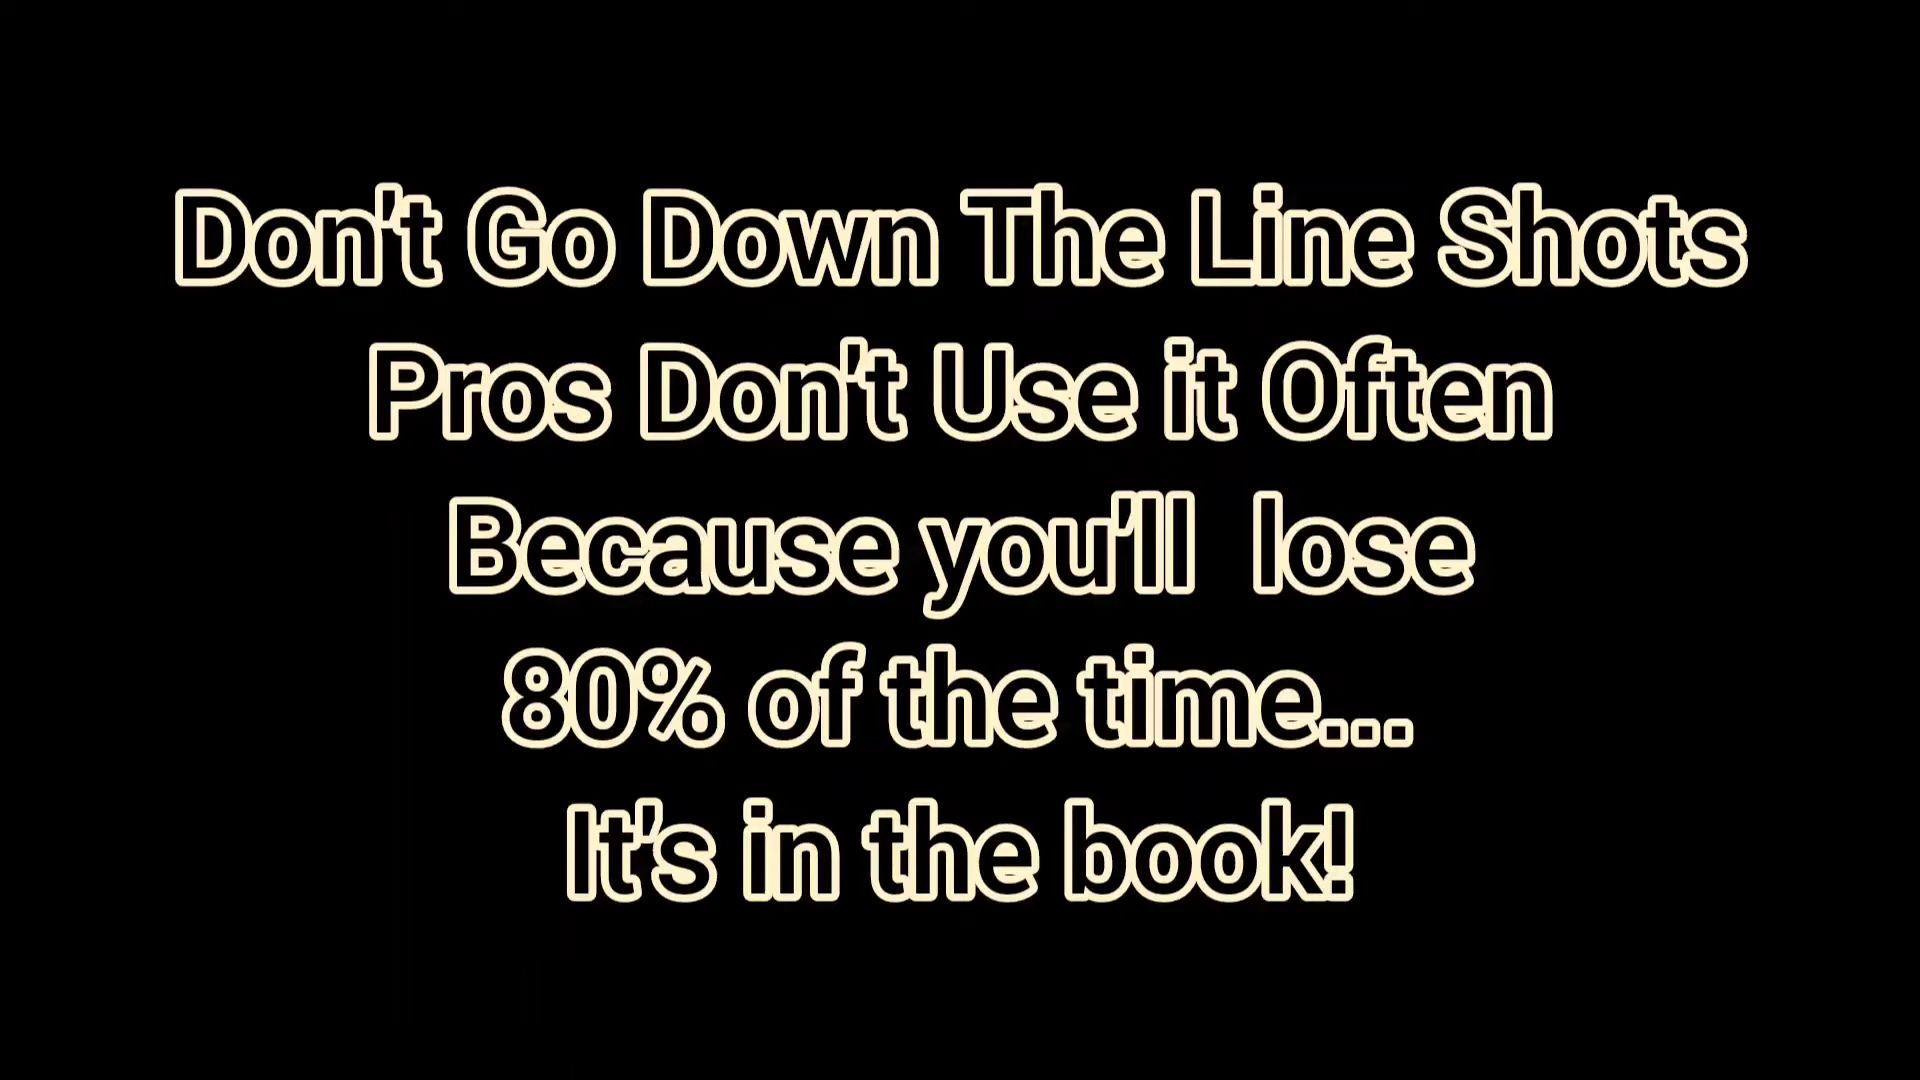 Don't Go Down The Line Shots
Pros Don't Use it Often
Because you'll  lose
80% of the time...
It's in the book!